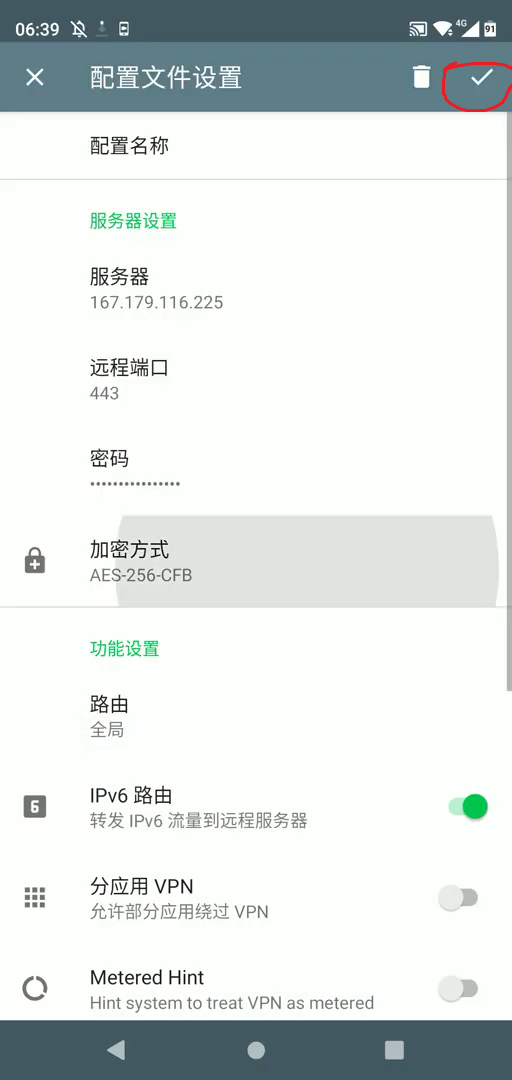 06:39
4G
91
配置文件设置
配置名称
服务器设置
服务器
167.179.116.225
远程端口
443
密码
••••••••••••••••
加密方式
AES-256-CFB
功能设置
路由
全局
6
IPv6 路由
转发 IPv6 流量到远程服务器
分应用 VPN
允许部分应用绕过 VPN
Metered Hint
Hint system to treat VPN as metered